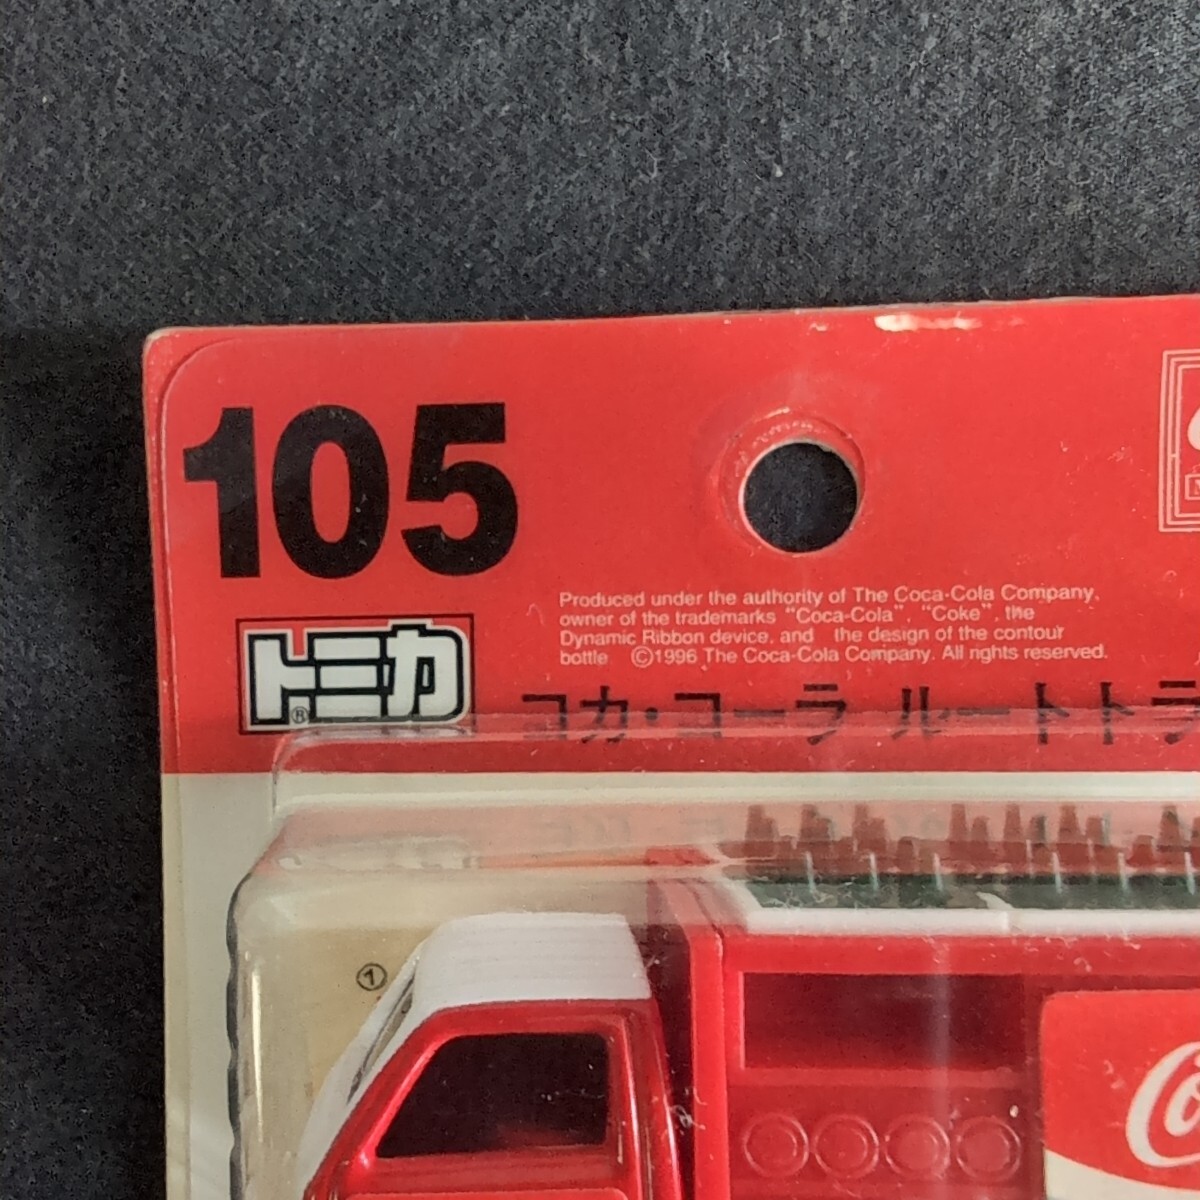 105
トミカ
®
Produced under the authority of The Coca-Cola Company,
owner of the trademarks "Coca-Cola", "Coke", the
Dynamic Ribbon device, and the design of the contour
bottle ©1996 The Coca-Cola Company. All rights reserved.
コカ・コーラ ルートトラ
①